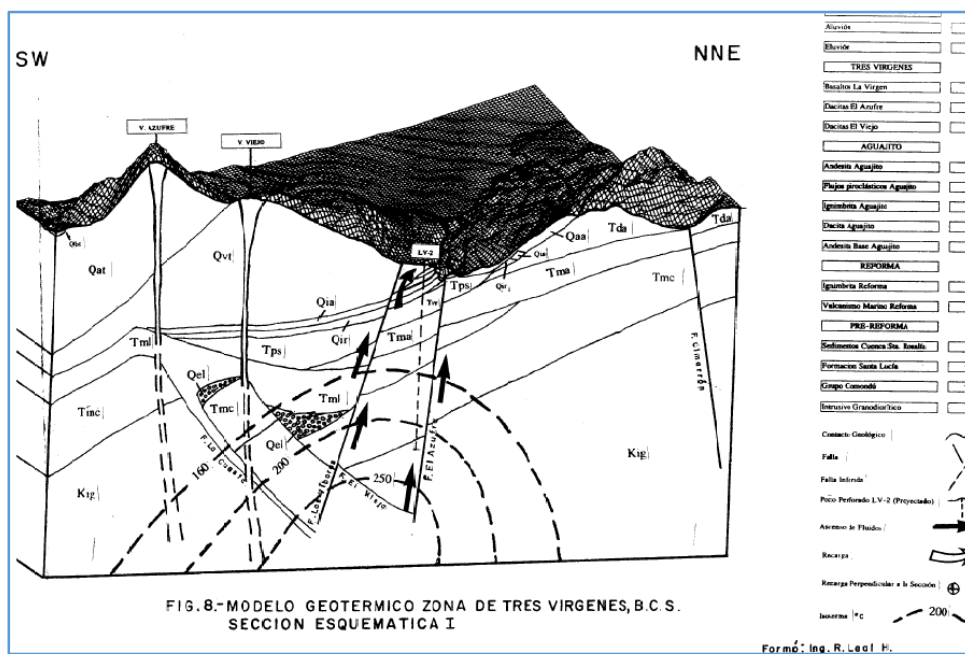 SW
NNE
V. AZUFRE
V. VIEJO
LV-2
Qat
Qvt
Qia
Qir
Tps
Tml
Tmc
Kig
Qel
Tmc
Qel
Tml
Tma
Tps
Tma
Qaa
Tda
Tda
Tmc
Kig
160
200
250
F. La Cuesta
F. El Viejo
F. El Azufre
F. Cimarrón
Aluvión
Eluvión
TRES VIRGENES
Basaltos La Virgen
Dacitas El Azufre
Dacitas El Viejo
AGUAJITO
Andesita Aguajito
Flujos piroclásticos Aguajito
Ignimbrita Aguajito
Dacita Aguajito
Andesita Base Aguajito
REFORMA
Ignimbrita Reforma
Vulcanismo Marino Reforma
PRE-REFORMA
Sedimentos Cuenca Sta. Rosalía
Formacion Santa Lucía
Grupo Comondú
Intrusivo Granodiorítico
Contacto Geológico
Falla
Falla Inferida
Pozo Perforado LV-2 (Proyectado)
Ascenso de Fluidos
Recarga
Recarga Perpendicular a la Sección
Isoterma °C
200
FIG. 8.- MODELO GEOTERMICO ZONA DE TRES VIRGENES, B.C.S.
SECCION ESQUEMATICA I
Formó: Ing. R. Leal H.